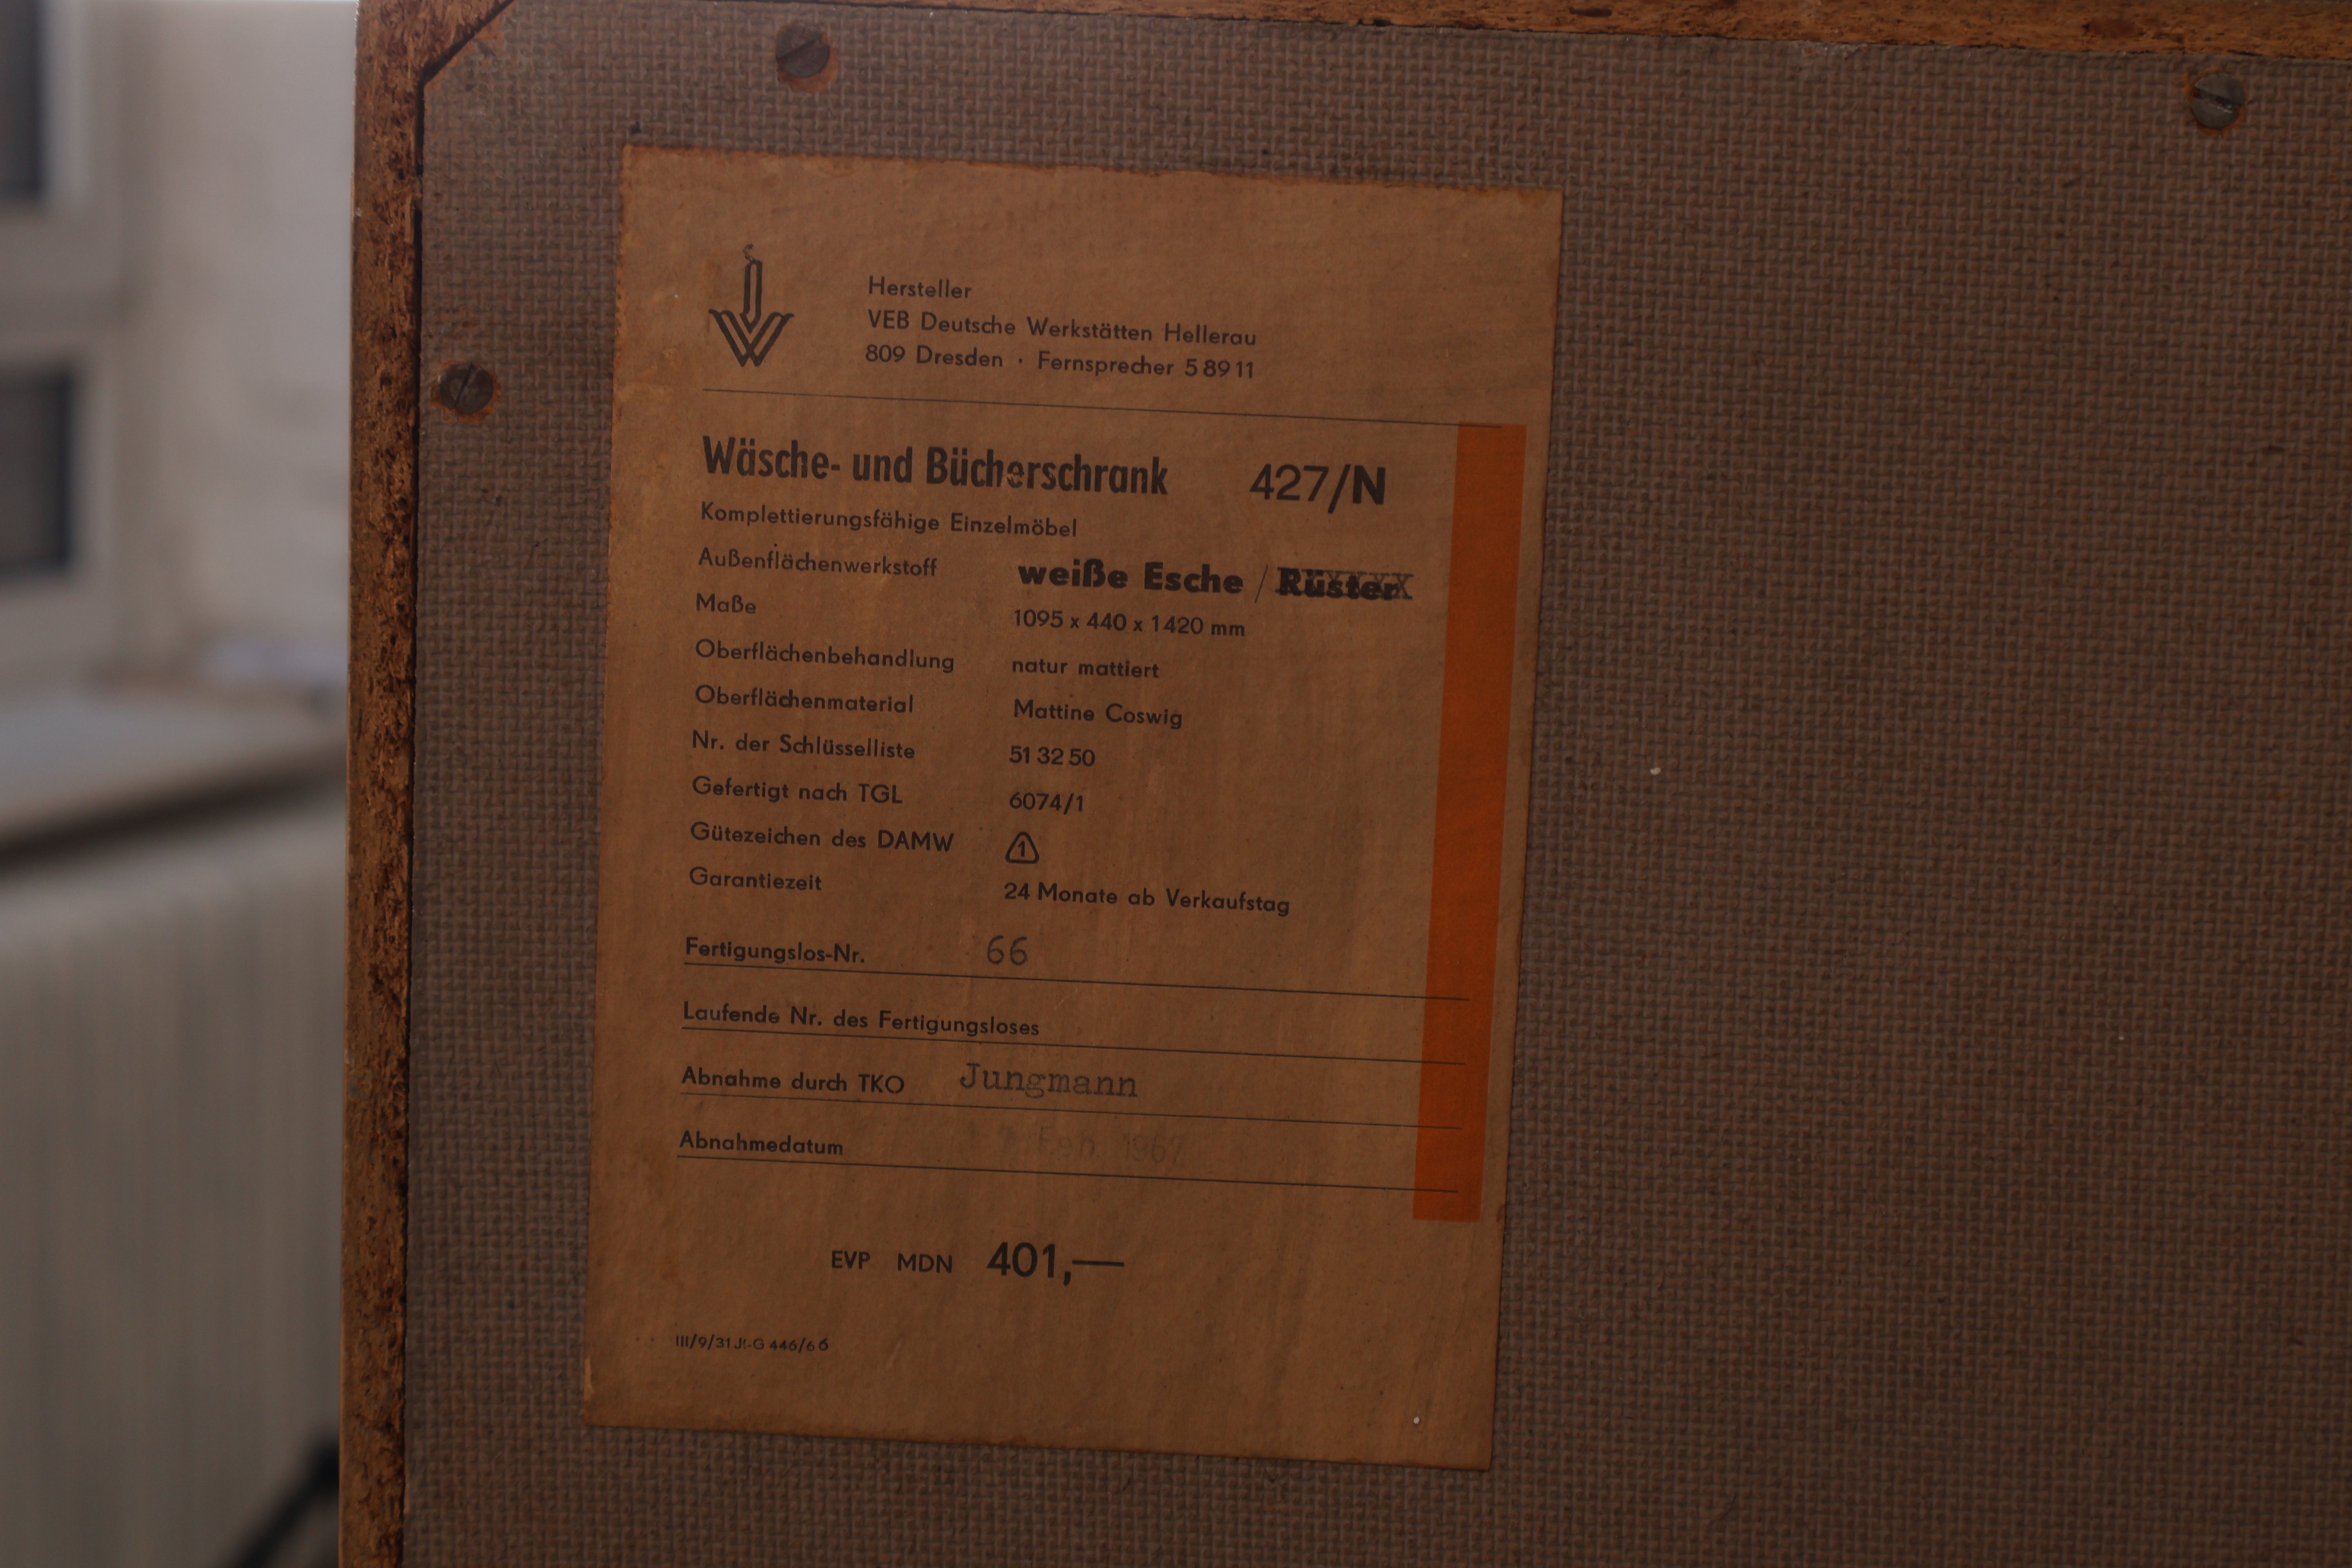 Hersteller
VEB Deutsche Werkstätten Hellerau
809 Dresden · Fernsprecher 5 89 11
Wäsche- und Bücherschrank 427/N
Komplettierungsfähige Einzelmöbel
Außenflächenwerkstoff weiße Esche / Rüster
Maße 1095 x 440 x 1420 mm
Oberflächenbehandlung natur mattiert
Oberflächenmaterial Mattine Coswig
Nr. der Schlüsselliste 51 32 50
Gefertigt nach TGL 6074/1
Gütezeichen des DAMW 1
Garantiezeit 24 Monate ab Verkaufstag
Fertigungslos-Nr. 66
Laufende Nr. des Fertigungsloses
Abnahme durch TKO Jungmann
Abnahmedatum Feb. 1967
EVP MDN 401,—
III/9/31 Jt-G 446/66